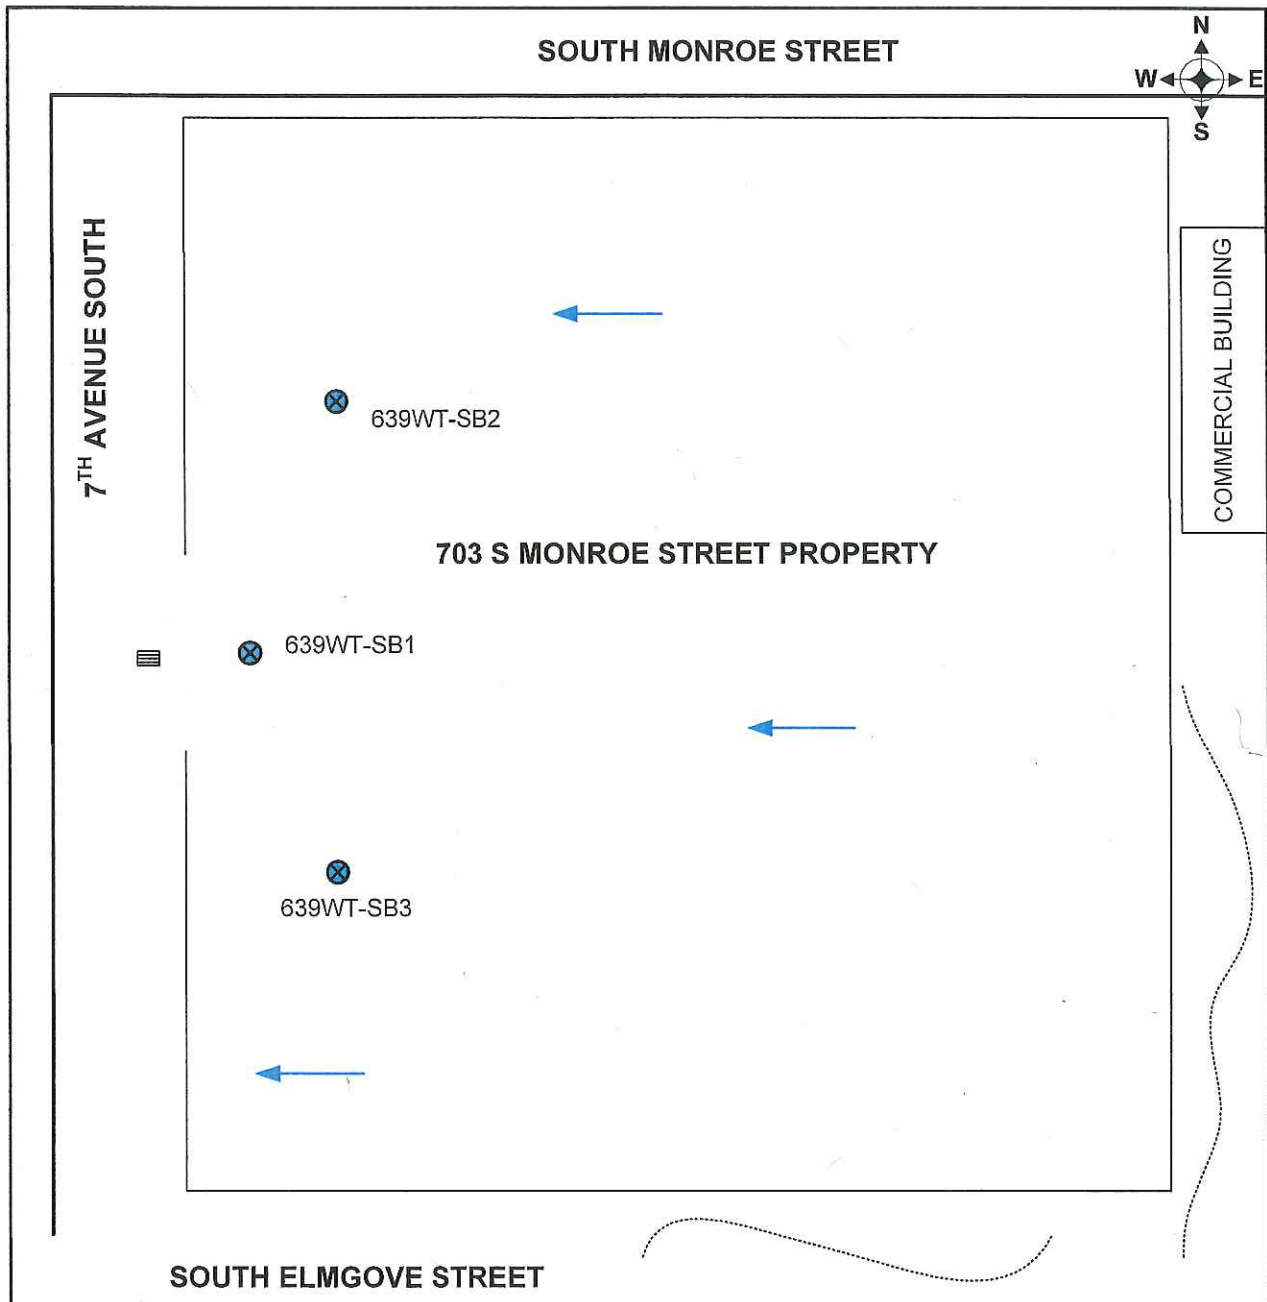 SOUTH MONROE STREET
N
W E
S
7TH AVENUE SOUTH
COMMERCIAL BUILDING
639WT-SB2
703 S MONROE STREET PROPERTY
639WT-SB1
639WT-SB3
SOUTH ELMGOVE STREET